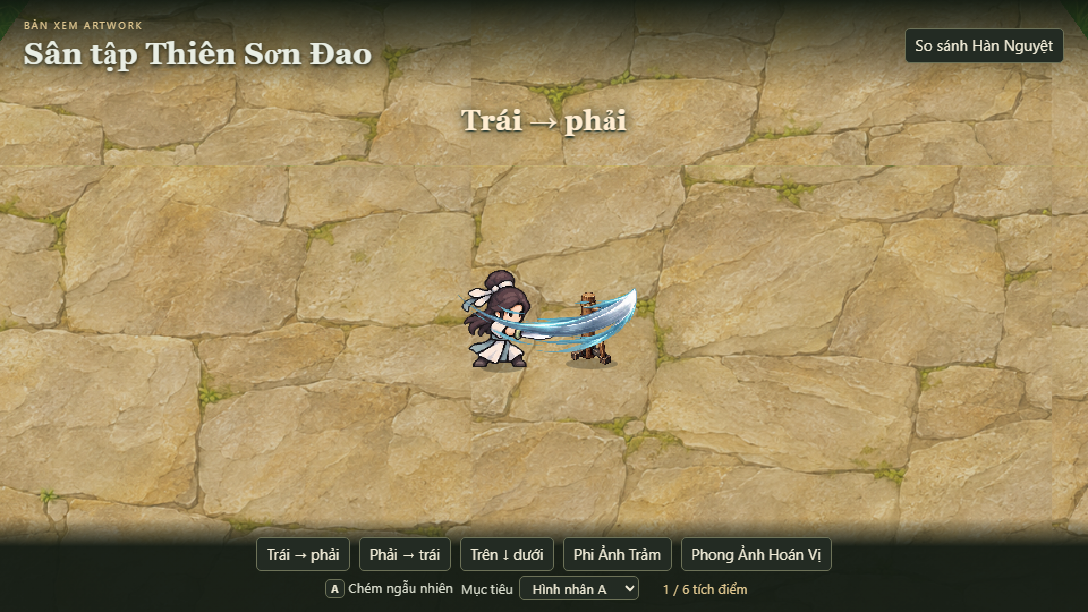 BẢN XEM ARTWORK
Sân tập Thiên Sơn Đao
So sánh Hàn Nguyệt
Trái → phải
Trái → phải
Phải → trái
Trên ↓ dưới
Phi Ảnh Trảm
Phong Ảnh Hoán Vị
A Chém ngẫu nhiên Mục tiêu Hình nhân A 1 / 6 tích điểm